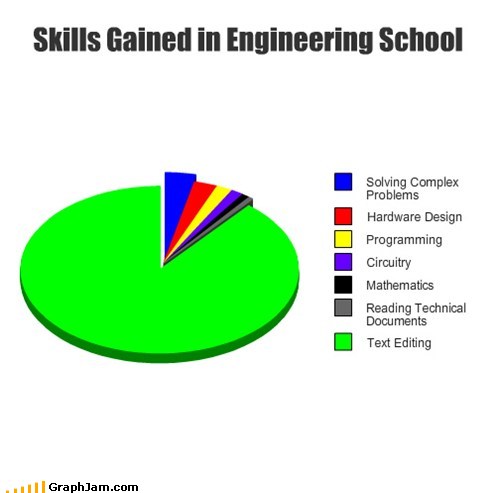 Skills Gained in Engineering School
Solving Complex
Problems
Hardware Design
Programming
Circuitry
Mathematics
Reading Technical
Documents
Text Editing
GraphJam.com